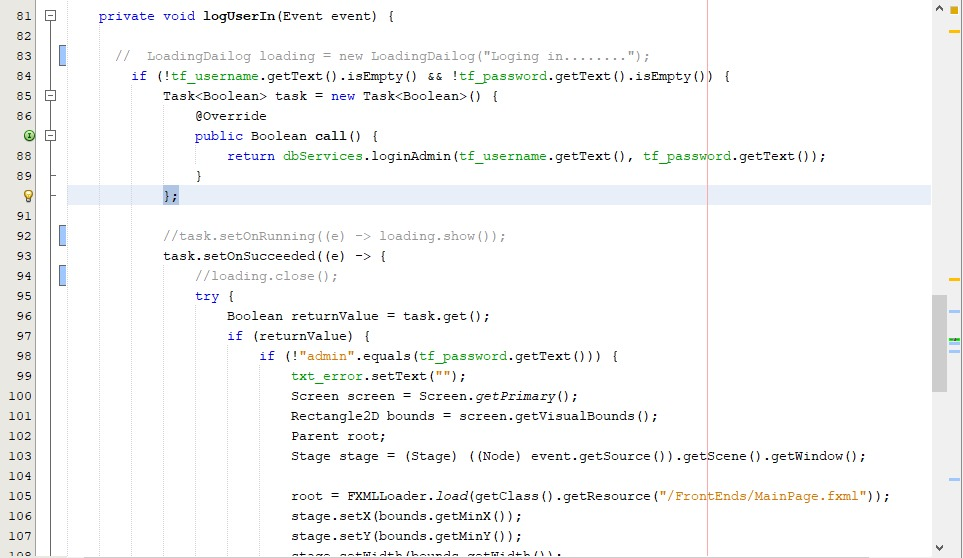 81 private void logUserIn(Event event) {
82
83 //  LoadingDailog loading = new LoadingDailog("Loging in........");
84 if (!tf_username.getText().isEmpty() && !tf_password.getText().isEmpty()) {
85 Task<Boolean> task = new Task<Boolean>() {
86 @Override
public Boolean call() {
88 return dbServices.loginAdmin(tf_username.getText(), tf_password.getText());
89 }
};
91
92 //task.setOnRunning((e) -> loading.show());
93 task.setOnSucceeded((e) -> {
94 //loading.close();
95 try {
96 Boolean returnValue = task.get();
97 if (returnValue) {
98 if (!"admin".equals(tf_password.getText())) {
99 txt_error.setText("");
100 Screen screen = Screen.getPrimary();
101 Rectangle2D bounds = screen.getVisualBounds();
102 Parent root;
103 Stage stage = (Stage) ((Node) event.getSource()).getScene().getWindow();
104
105 root = FXMLLoader.load(getClass().getResource("/FrontEnds/MainPage.fxml"));
106 stage.setX(bounds.getMinX());
107 stage.setY(bounds.getMinY());
108 stage.setWidth(bounds.getWidth());